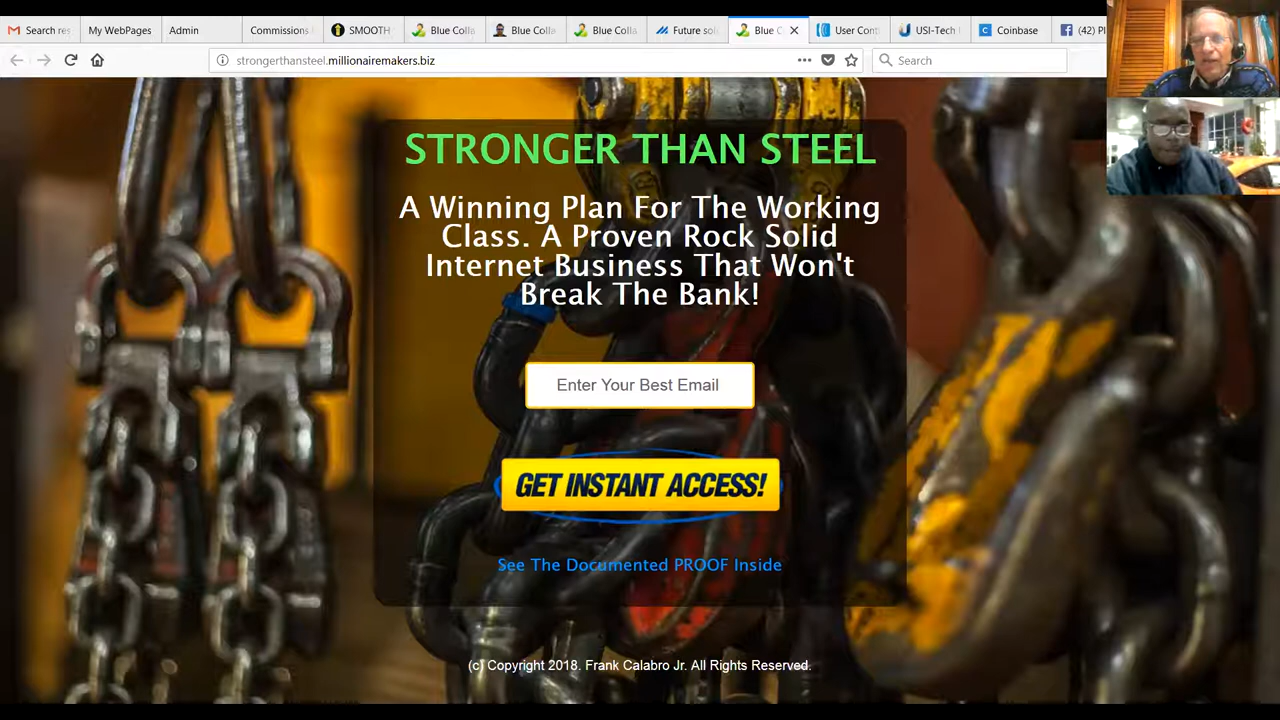 Search res
My WebPages
Admin
Commissions
SMOOTH
Blue Colla
Blue Colla
Blue Colla
Future solu
Blue C
User Cont
USI-Tech
Coinbase
(42)
strongerthansteel.millionairemakers.biz
Search
STRONGER THAN STEEL
A Winning Plan For The Working
Class. A Proven Rock Solid
Internet Business That Won't
Break The Bank!
Enter Your Best Email
GET INSTANT ACCESS!
See The Documented PROOF Inside
(c) Copyright 2018. Frank Calabro Jr. All Rights Reserved.